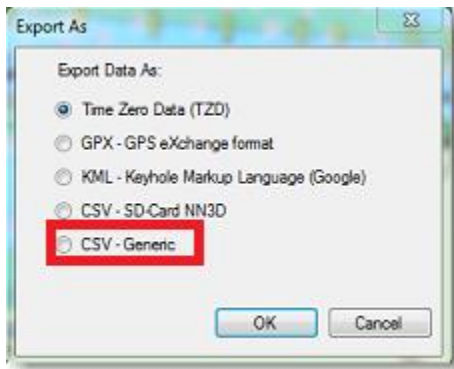 Export As
Export Data As:
Time Zero Data (TZD)
GPX - GPS eXchange format
KML - Keyhole Markup Language (Google)
CSV - SD-Card NN3D
CSV - Generic
OK Cancel